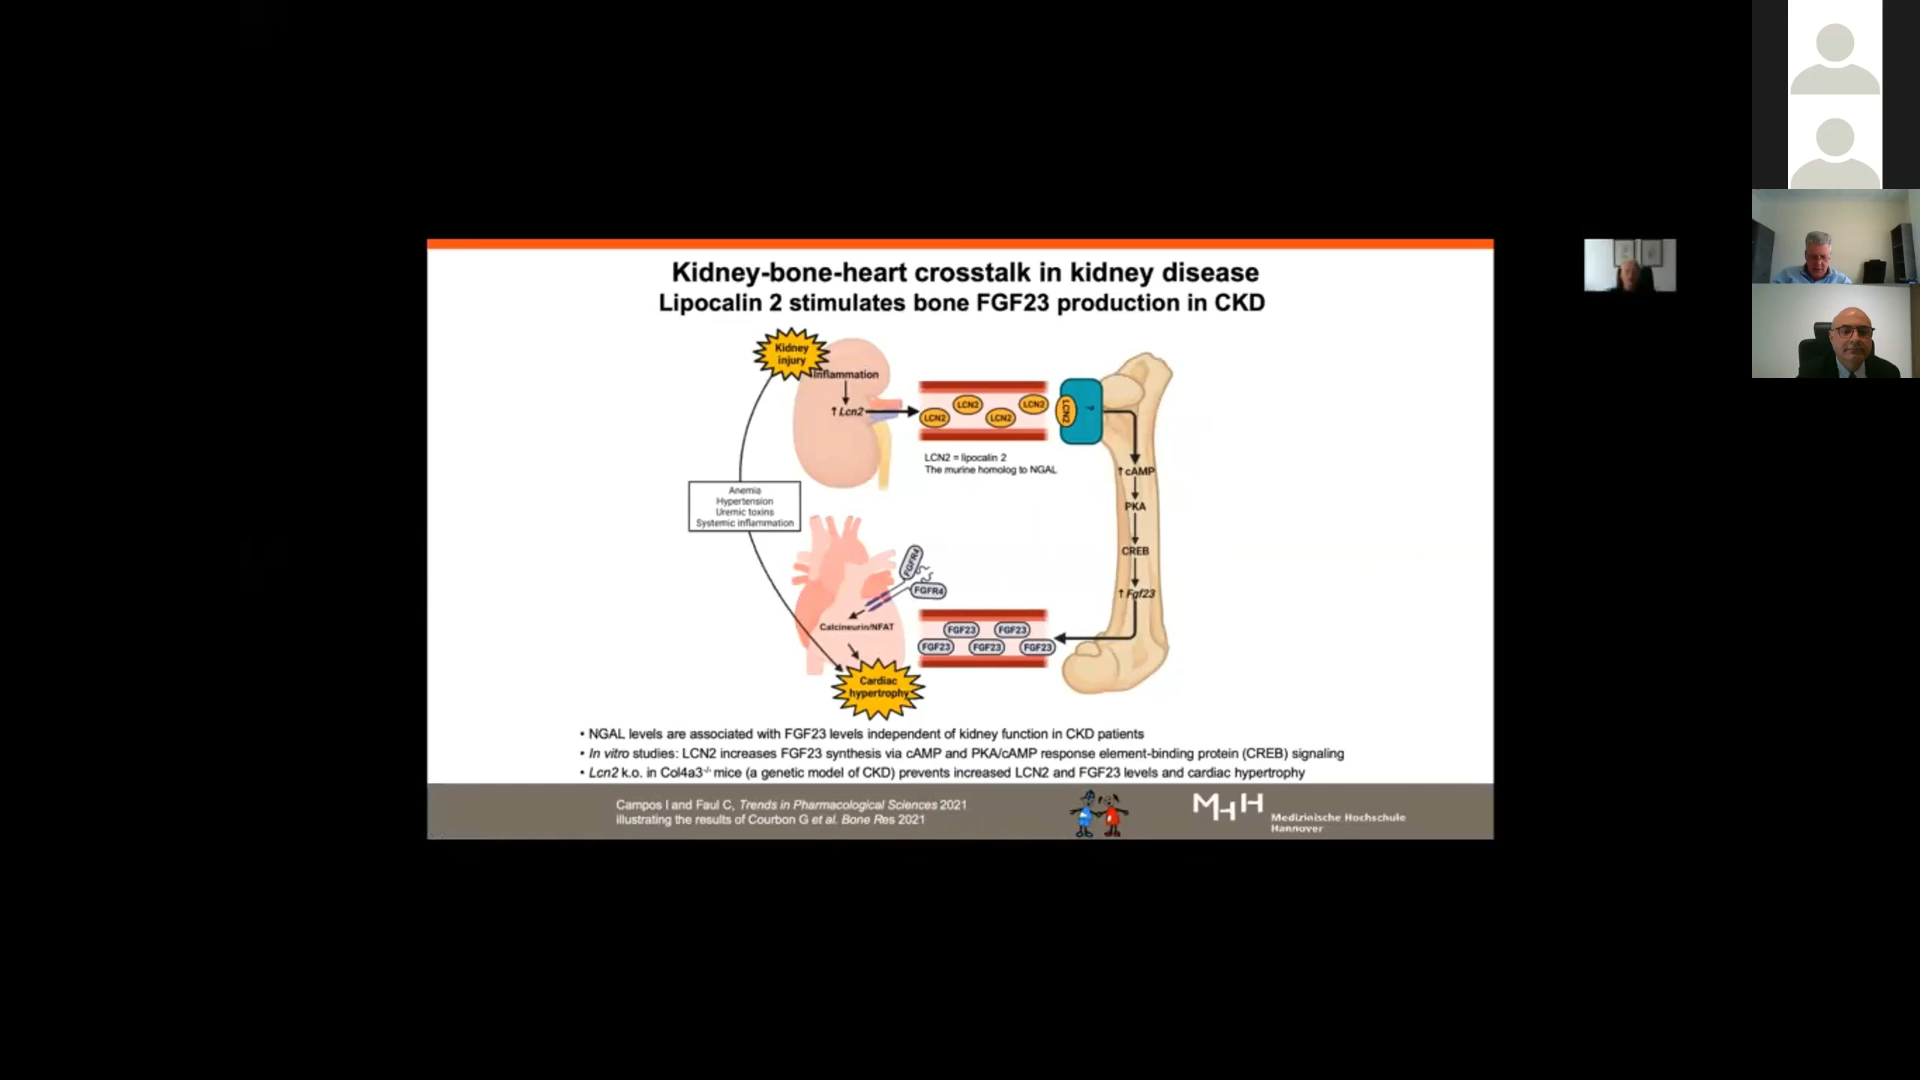 Kidney-bone-heart crosstalk in kidney disease
Lipocalin 2 stimulates bone FGF23 production in CKD
Kidney
injury
Inflammation
↑ Lcn2
LCN2
LCN2
LCN2
LCN2
LCN2
?
LCN2 = lipocalin 2
The murine homolog to NGAL
↑ cAMP
PKA
CREB
↑ Fgf23
Anemia
Hypertension
Uremic toxins
Systemic inflammation
FGFR4
FGFR4
Calcineurin/NFAT
FGF23 FGF23
FGF23 FGF23 FGF23
Cardiac
hypertrophy
• NGAL levels are associated with FGF23 levels independent of kidney function in CKD patients
• In vitro studies: LCN2 increases FGF23 synthesis via cAMP and PKA/cAMP response element-binding protein (CREB) signaling
• Lcn2 k.o. in Col4a3-/- mice (a genetic model of CKD) prevents increased LCN2 and FGF23 levels and cardiac hypertrophy
Campos I and Faul C, Trends in Pharmacological Sciences 2021
illustrating the results of Courbon G et al. Bone Res 2021
MHH
Medizinische Hochschule
Hannover